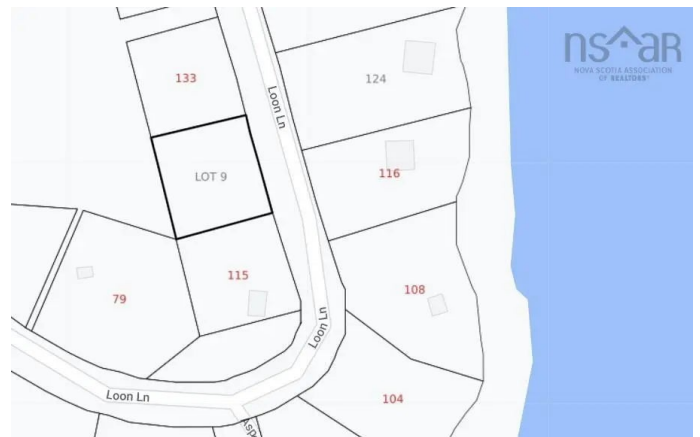 133
Loon Ln
124
nsar
NOVA SCOTIA ASSOCIATION
OF REALTORS®
LOT 9
116
115
79
108
Loon Ln
Loon Ln
104